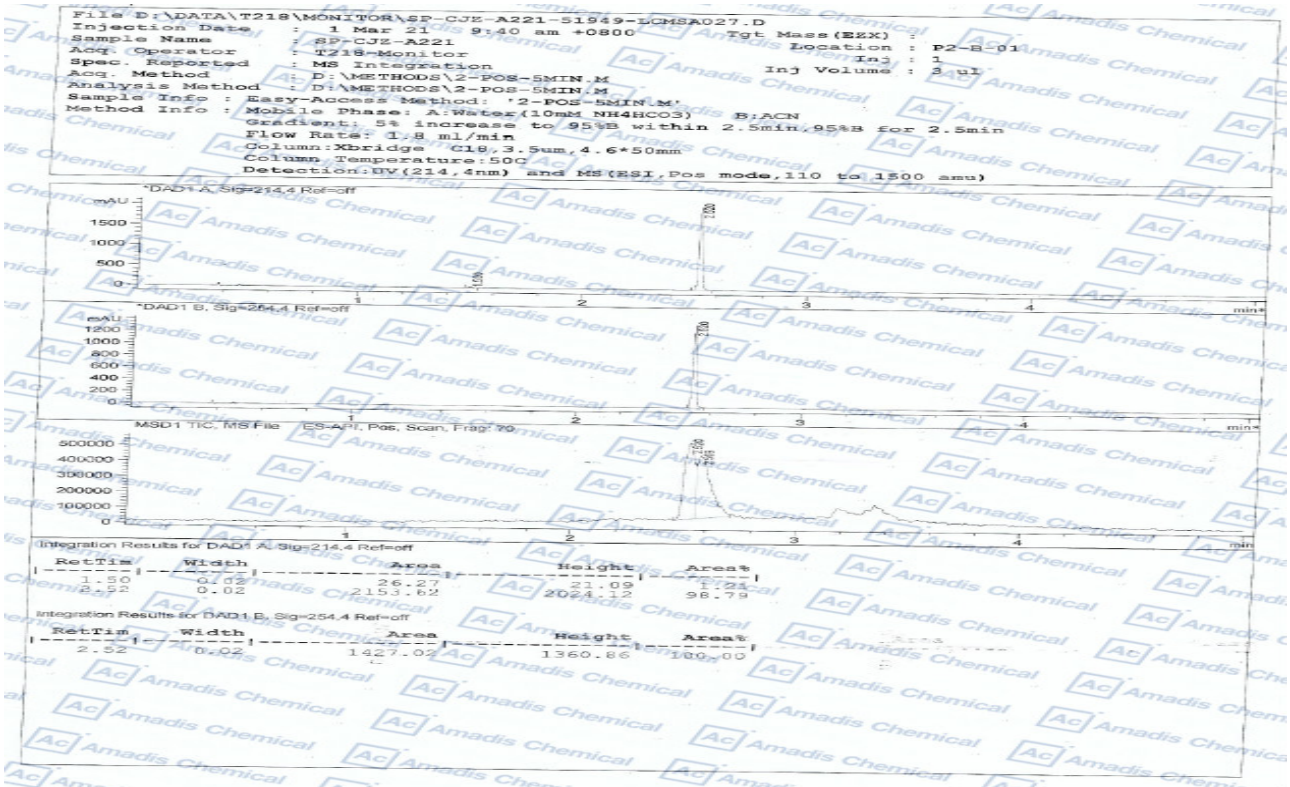 File D:\DATA\T218\MONITOR\SP-CJZ-A221-51949-LCMSA027.D
Injection Date : 1 Mar 21 9:40 am +0800 Tgt Mass(EZX) :
Sample Name : SP-CJZ-A221 Location : P2-B-01
Acq. Operator : T218-Monitor Inj : 1
Spec. Reported : MS Integration Inj Volume : 3 ul
Acq. Method : D:\METHODS\2-POS-5MIN.M
Analysis Method : D:\METHODS\2-POS-5MIN.M
Sample Info : Easy-Access Method: '2-POS-5MIN.M'
Method Info : Mobile Phase: A:Water(10mM NH4HCO3) B:ACN
Gradient: 5% increase to 95%B within 2.5min,95%B for 2.5min
Flow Rate: 1.8 ml/min
Column:Xbridge C18,3.5um,4.6*50mm
Column Temperature:50C
Detection:UV(214,4nm) and MS(ESI,Pos mode,110 to 1500 amu)
*DAD1 A, Sig=214,4 Ref=off
mAU
1500
1000
500
0
1 2 3 4 min
*DAD1 B, Sig=254,4 Ref=off
mAU
1200
1000
800
600
400
200
0
1 2 3 4 min
MSD1 TIC, MS File ES-API, Pos, Scan, Frag: 70
500000
400000
300000
200000
100000
0
1 2 3 4 min
Integration Results for DAD1 A, Sig=214,4 Ref=off
RetTim Width Area Height Area%
1.50 0.02 26.27 21.09 1.21
2.52 0.02 2153.62 2024.12 98.79
Integration Results for DAD1 B, Sig=254,4 Ref=off
RetTim Width Area Height Area%
2.52 0.02 1427.02 1360.86 100.00
Ac Amadis Chemical